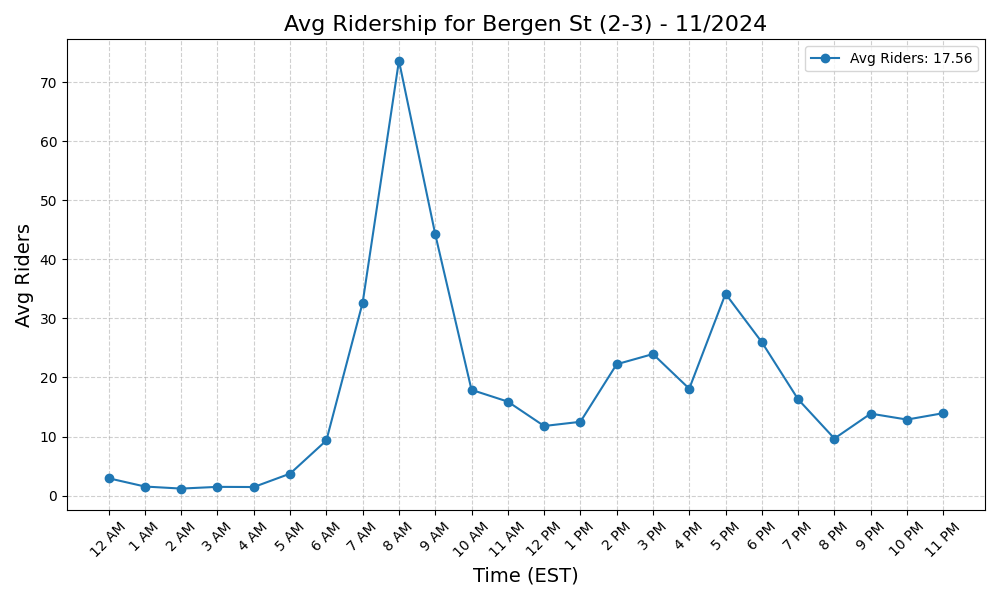 Avg Ridership for Bergen St (2-3) - 11/2024
Avg Riders: 17.56
Avg Riders
70
60
50
40
30
20
10
0
12 AM
1 AM
2 AM
3 AM
4 AM
5 AM
6 AM
7 AM
8 AM
9 AM
10 AM
11 AM
12 PM
1 PM
2 PM
3 PM
4 PM
5 PM
6 PM
7 PM
8 PM
9 PM
10 PM
11 PM
Time (EST)